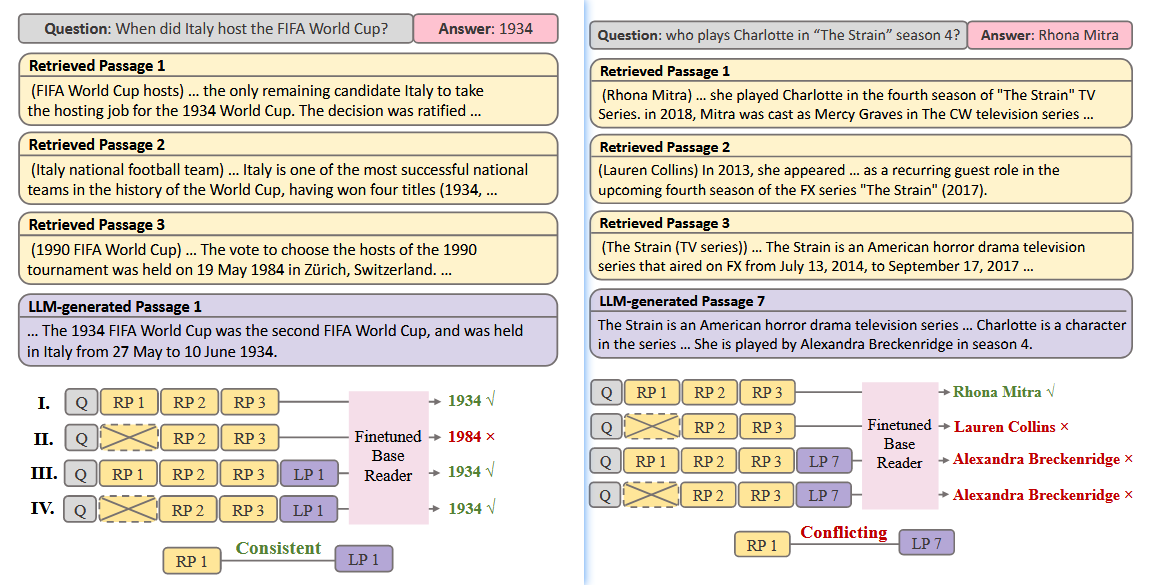 Question: When did Italy host the FIFA World Cup?
Answer: 1934
Retrieved Passage 1
(FIFA World Cup hosts) ... the only remaining candidate Italy to take
the hosting job for the 1934 World Cup. The decision was ratified ...
Retrieved Passage 2
(Italy national football team) ... Italy is one of the most successful national
teams in the history of the World Cup, having won four titles (1934, ...
Retrieved Passage 3
(1990 FIFA World Cup) ... The vote to choose the hosts of the 1990
tournament was held on 19 May 1984 in Zürich, Switzerland. ...
LLM-generated Passage 1
... The 1934 FIFA World Cup was the second FIFA World Cup, and was held
in Italy from 27 May to 10 June 1934.
I. Q RP 1 RP 2 RP 3 1934 √
II. Q RP 2 RP 3 1984 ×
III. Q RP 1 RP 2 RP 3 LP 1 1934 √
IV. Q RP 2 RP 3 LP 1 1934 √
Finetuned
Base
Reader
RP 1 Consistent LP 1
Question: who plays Charlotte in “The Strain” season 4?
Answer: Rhona Mitra
Retrieved Passage 1
(Rhona Mitra) ... she played Charlotte in the fourth season of "The Strain" TV
Series. in 2018, Mitra was cast as Mercy Graves in The CW television series ...
Retrieved Passage 2
(Lauren Collins) In 2013, she appeared ... as a recurring guest role in the
upcoming fourth season of the FX series "The Strain" (2017).
Retrieved Passage 3
(The Strain (TV series)) ... The Strain is an American horror drama television
series that aired on FX from July 13, 2014, to September 17, 2017 ...
LLM-generated Passage 7
The Strain is an American horror drama television series ... Charlotte is a character
in the series ... She is played by Alexandra Breckenridge in season 4.
Q RP 1 RP 2 RP 3 Rhona Mitra √
Q RP 2 RP 3 Lauren Collins ×
Q RP 1 RP 2 RP 3 LP 7 Alexandra Breckenridge ×
Q RP 2 RP 3 LP 7 Alexandra Breckenridge ×
Finetuned
Base
Reader
RP 1 Conflicting LP 7